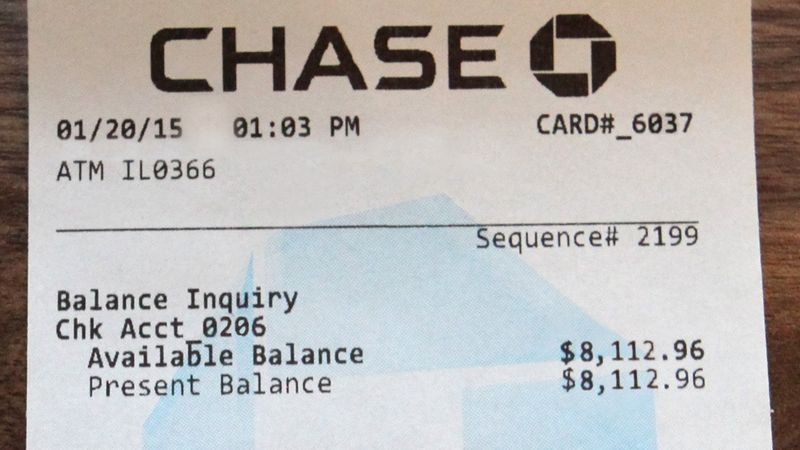 CHASE
01/20/15 01:03 PM CARD#_6037
ATM IL0366
Sequence# 2199
Balance Inquiry
Chk Acct_0206
Available Balance $8,112.96
Present Balance $8,112.96